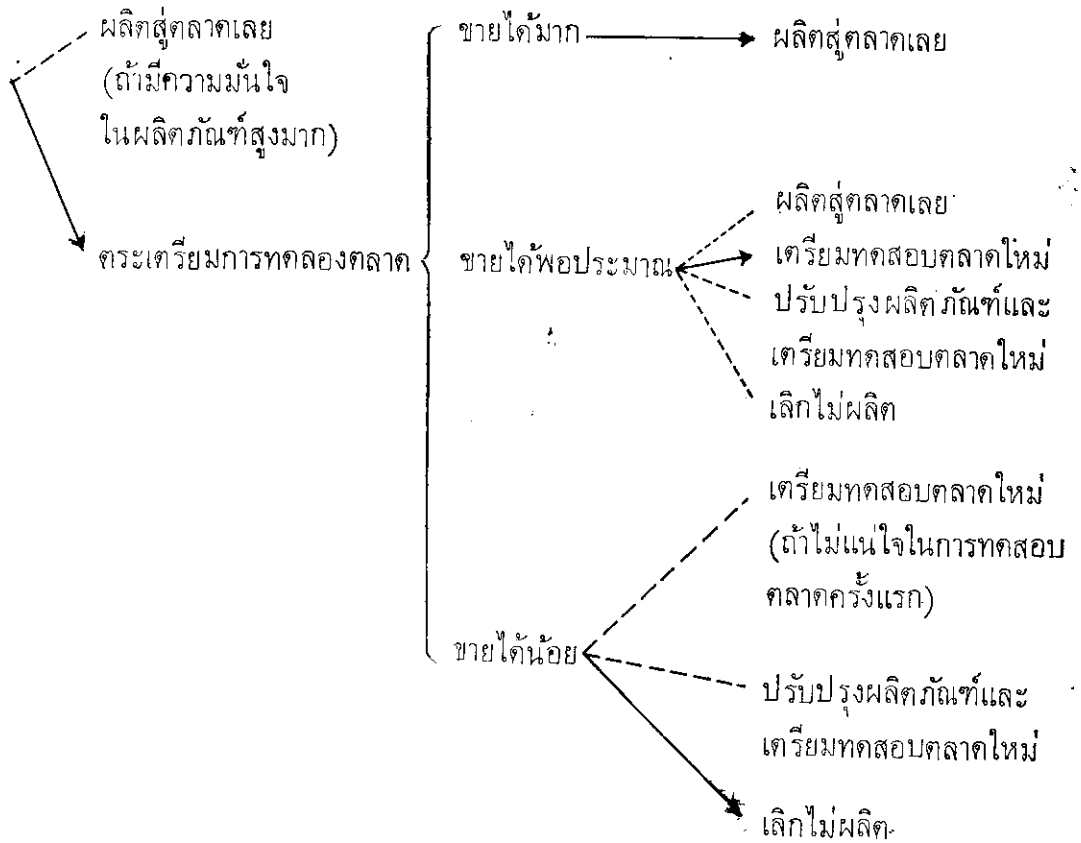 ผลิตสู่ตลาดเลย
(ถ้ามีความมั่นใจ
ในผลิตภัณฑ์สูงมาก)
ตระเตรียมการทดลองตลาด
ขายได้มาก
ผลิตสู่ตลาดเลย
ขายได้พอประมาณ
ผลิตสู่ตลาดเลย
เตรียมทดสอบตลาดใหม่
ปรับปรุงผลิตภัณฑ์และ
เตรียมทดสอบตลาดใหม่
เลิกไม่ผลิต
ขายได้น้อย
เตรียมทดสอบตลาดใหม่
(ถ้าไม่แน่ใจในการทดสอบ
ตลาดครั้งแรก)
ปรับปรุงผลิตภัณฑ์และ
เตรียมทดสอบตลาดใหม่
เลิกไม่ผลิต